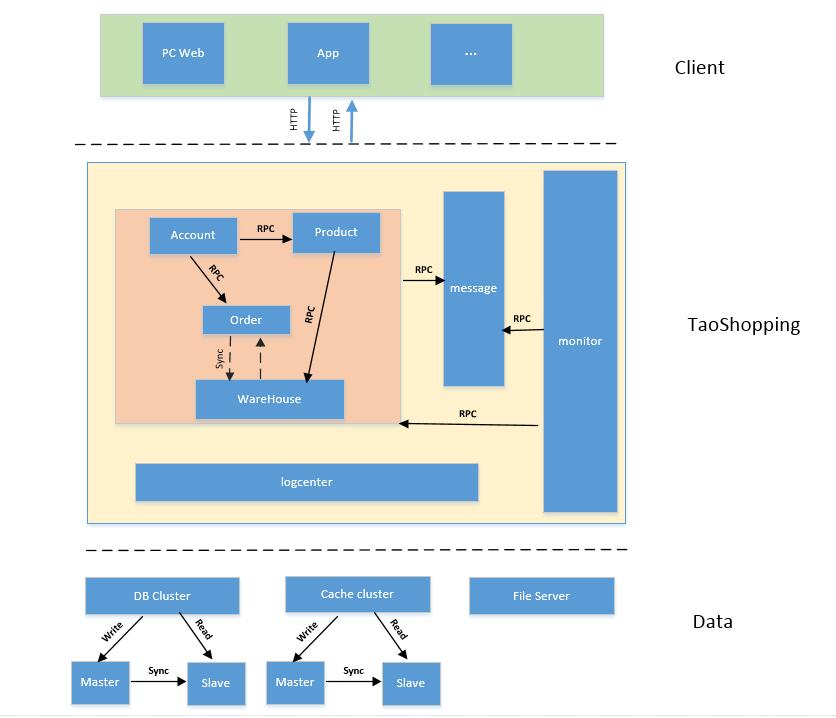 PC Web
App
...
Client
HTTP
HTTP
Account
RPC
Product
RPC
RPC
Order
Sync
WareHouse
RPC
message
RPC
monitor
RPC
logcenter
TaoShopping
DB Cluster
Cache cluster
File Server
Write
Read
Write
Read
Data
Master
Sync
Slave
Master
Sync
Slave